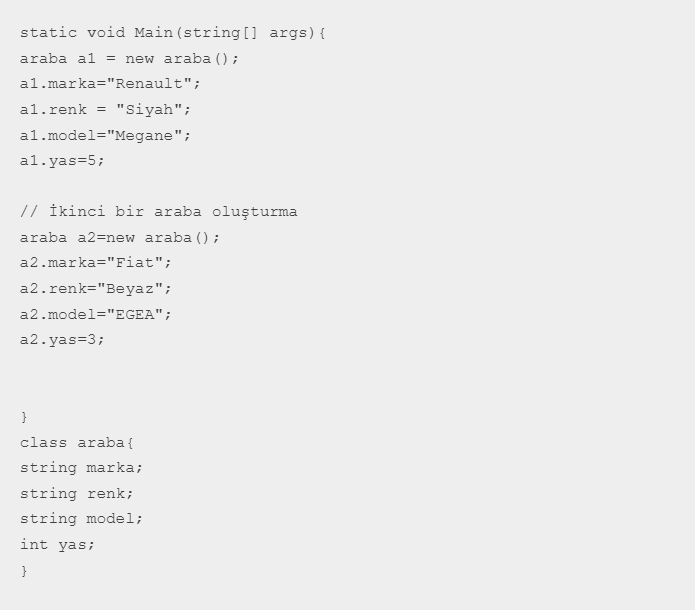 static void Main(string[] args){
araba a1 = new araba();
a1.marka="Renault";
a1.renk = "Siyah";
a1.model="Megane";
a1.yas=5;
// İkinci bir araba oluşturma
araba a2=new araba();
a2.marka="Fiat";
a2.renk="Beyaz";
a2.model="EGEA";
a2.yas=3;
}
class araba{
string marka;
string renk;
string model;
int yas;
}